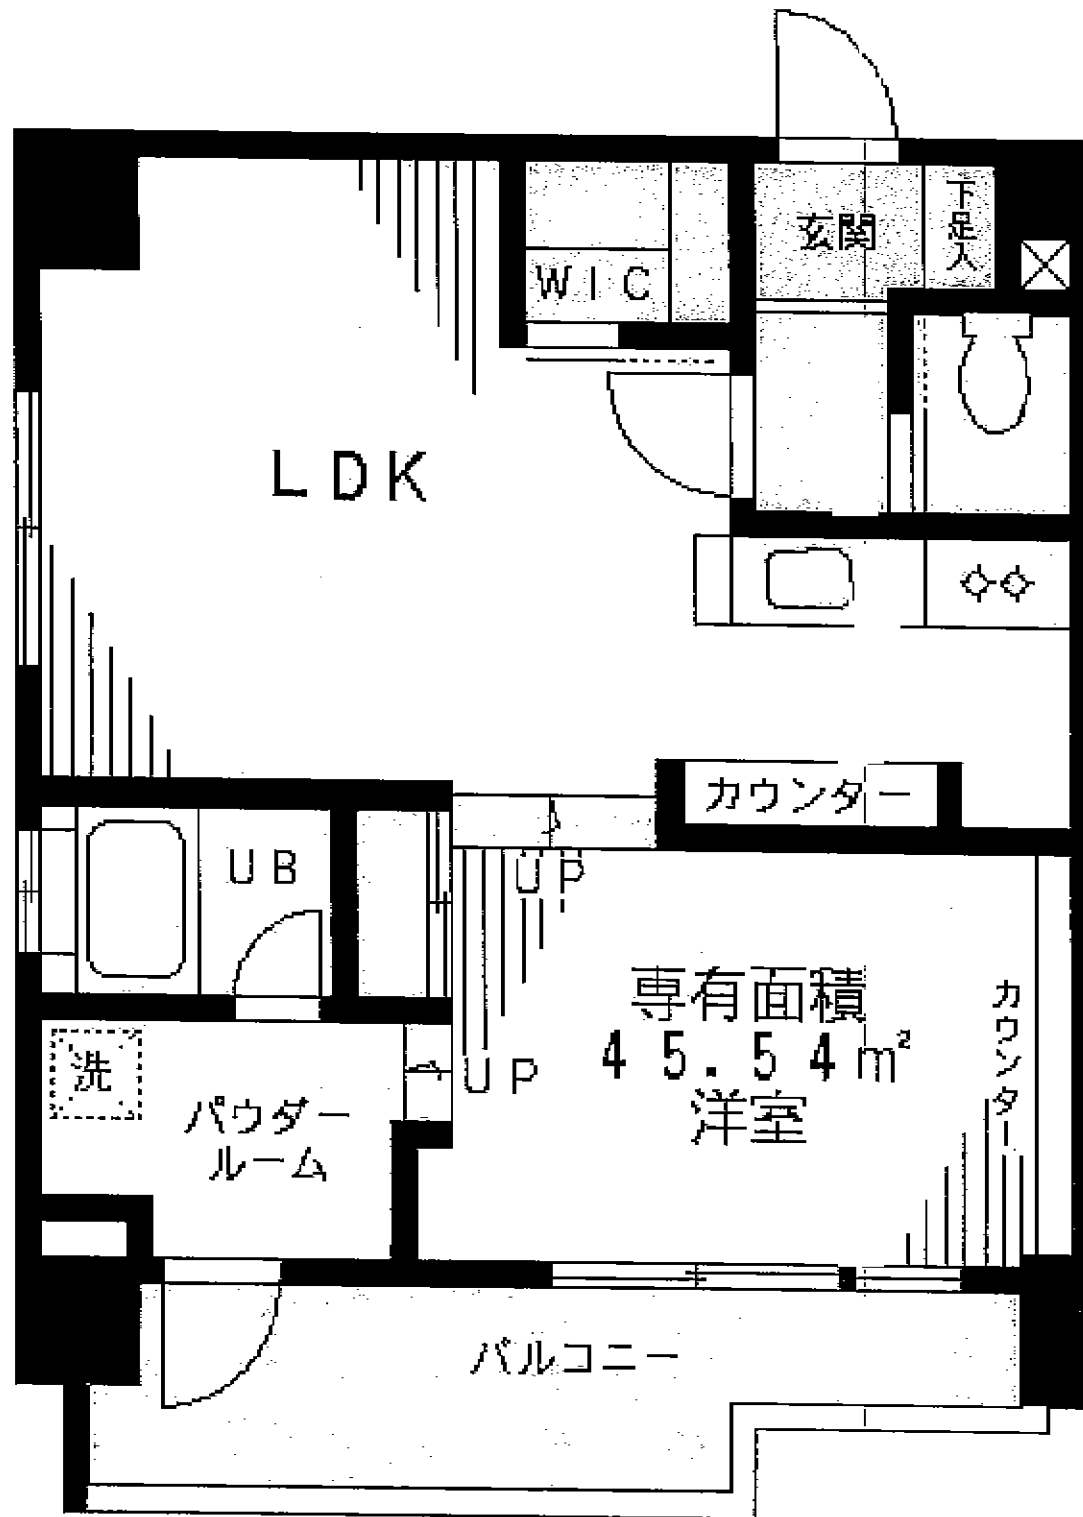 玄関
下足入
WIC
LDK
カウンター
UB
UP
専有面積
45.54m²
洋室
カウンター
UP
洗
パウダー
ルーム
バルコニー